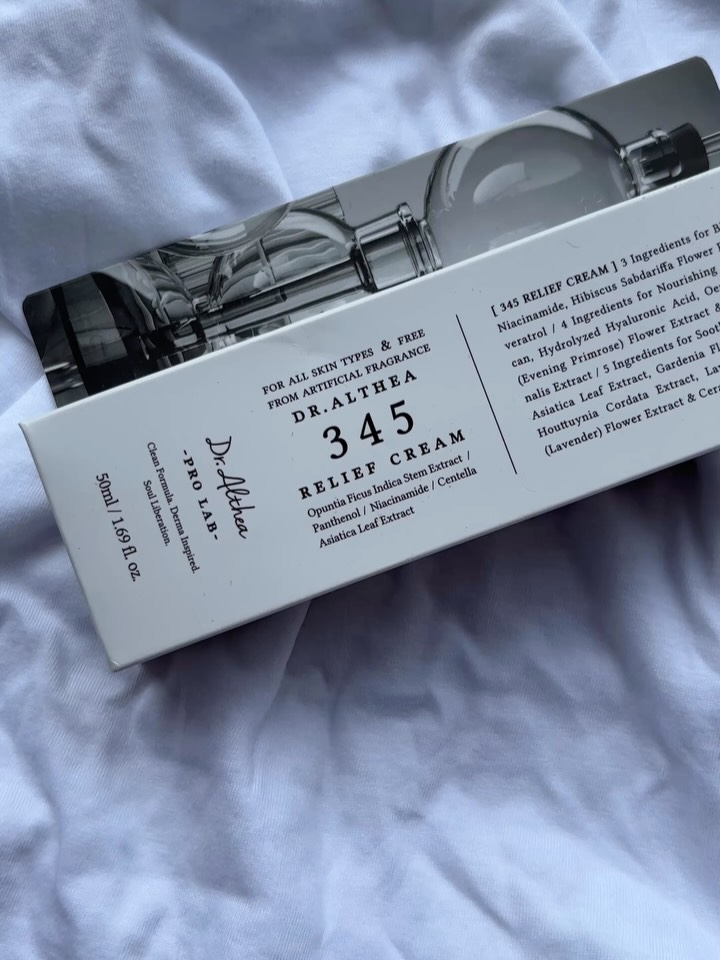 50ml / 1.69 fl. oz.
Dr.Althea
-PRO LAB-
Clean Formula. Derma Inspired.
Soul Liberation.
FOR ALL SKIN TYPES & FREE
FROM ARTIFICIAL FRAGRANCE
DR.ALTHEA
345
RELIEF CREAM
Opuntia Ficus Indica Stem Extract /
Panthenol / Niacinamide / Centella
Asiatica Leaf Extract
[ 345 RELIEF CREAM ] 3 Ingredients for
Niacinamide, Hibiscus Sabdariffa Flower
veratrol / 4 Ingredients for Nourishing
can, Hydrolyzed Hyaluronic Acid,
(Evening Primrose) Flower Extract &
nalis Extract / 5 Ingredients for
Asiatica Leaf Extract, Gardenia
Houttuynia Cordata Extract,
(Lavender) Flower Extract &